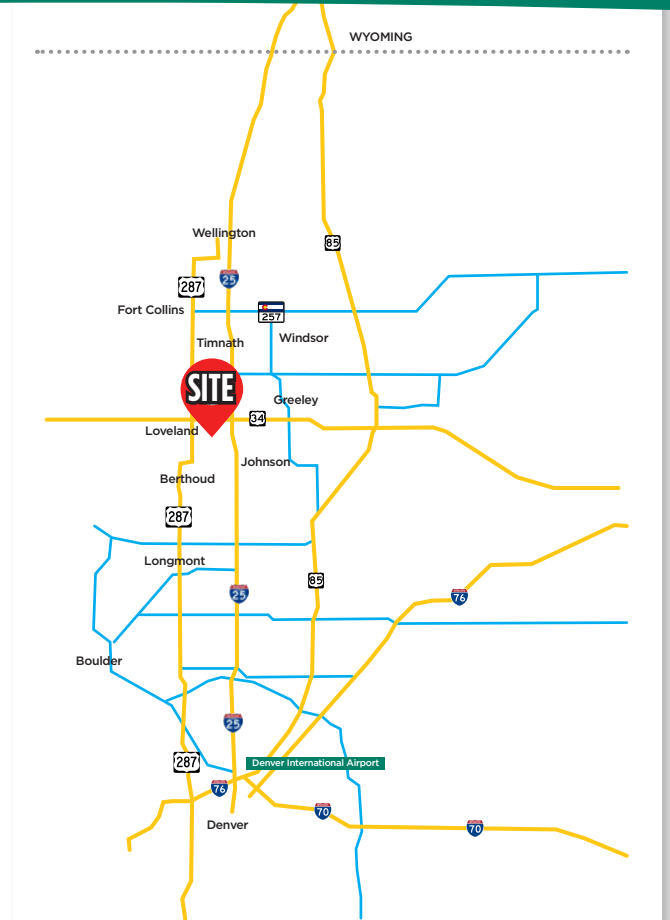 WYOMING
Wellington
85
25
287
Fort Collins
257
Timnath
Windsor
SITE
Greeley
34
Loveland
Johnson
Berthoud
287
Longmont
85
25
76
Boulder
25
287
Denver International Airport
76
70
Denver
70